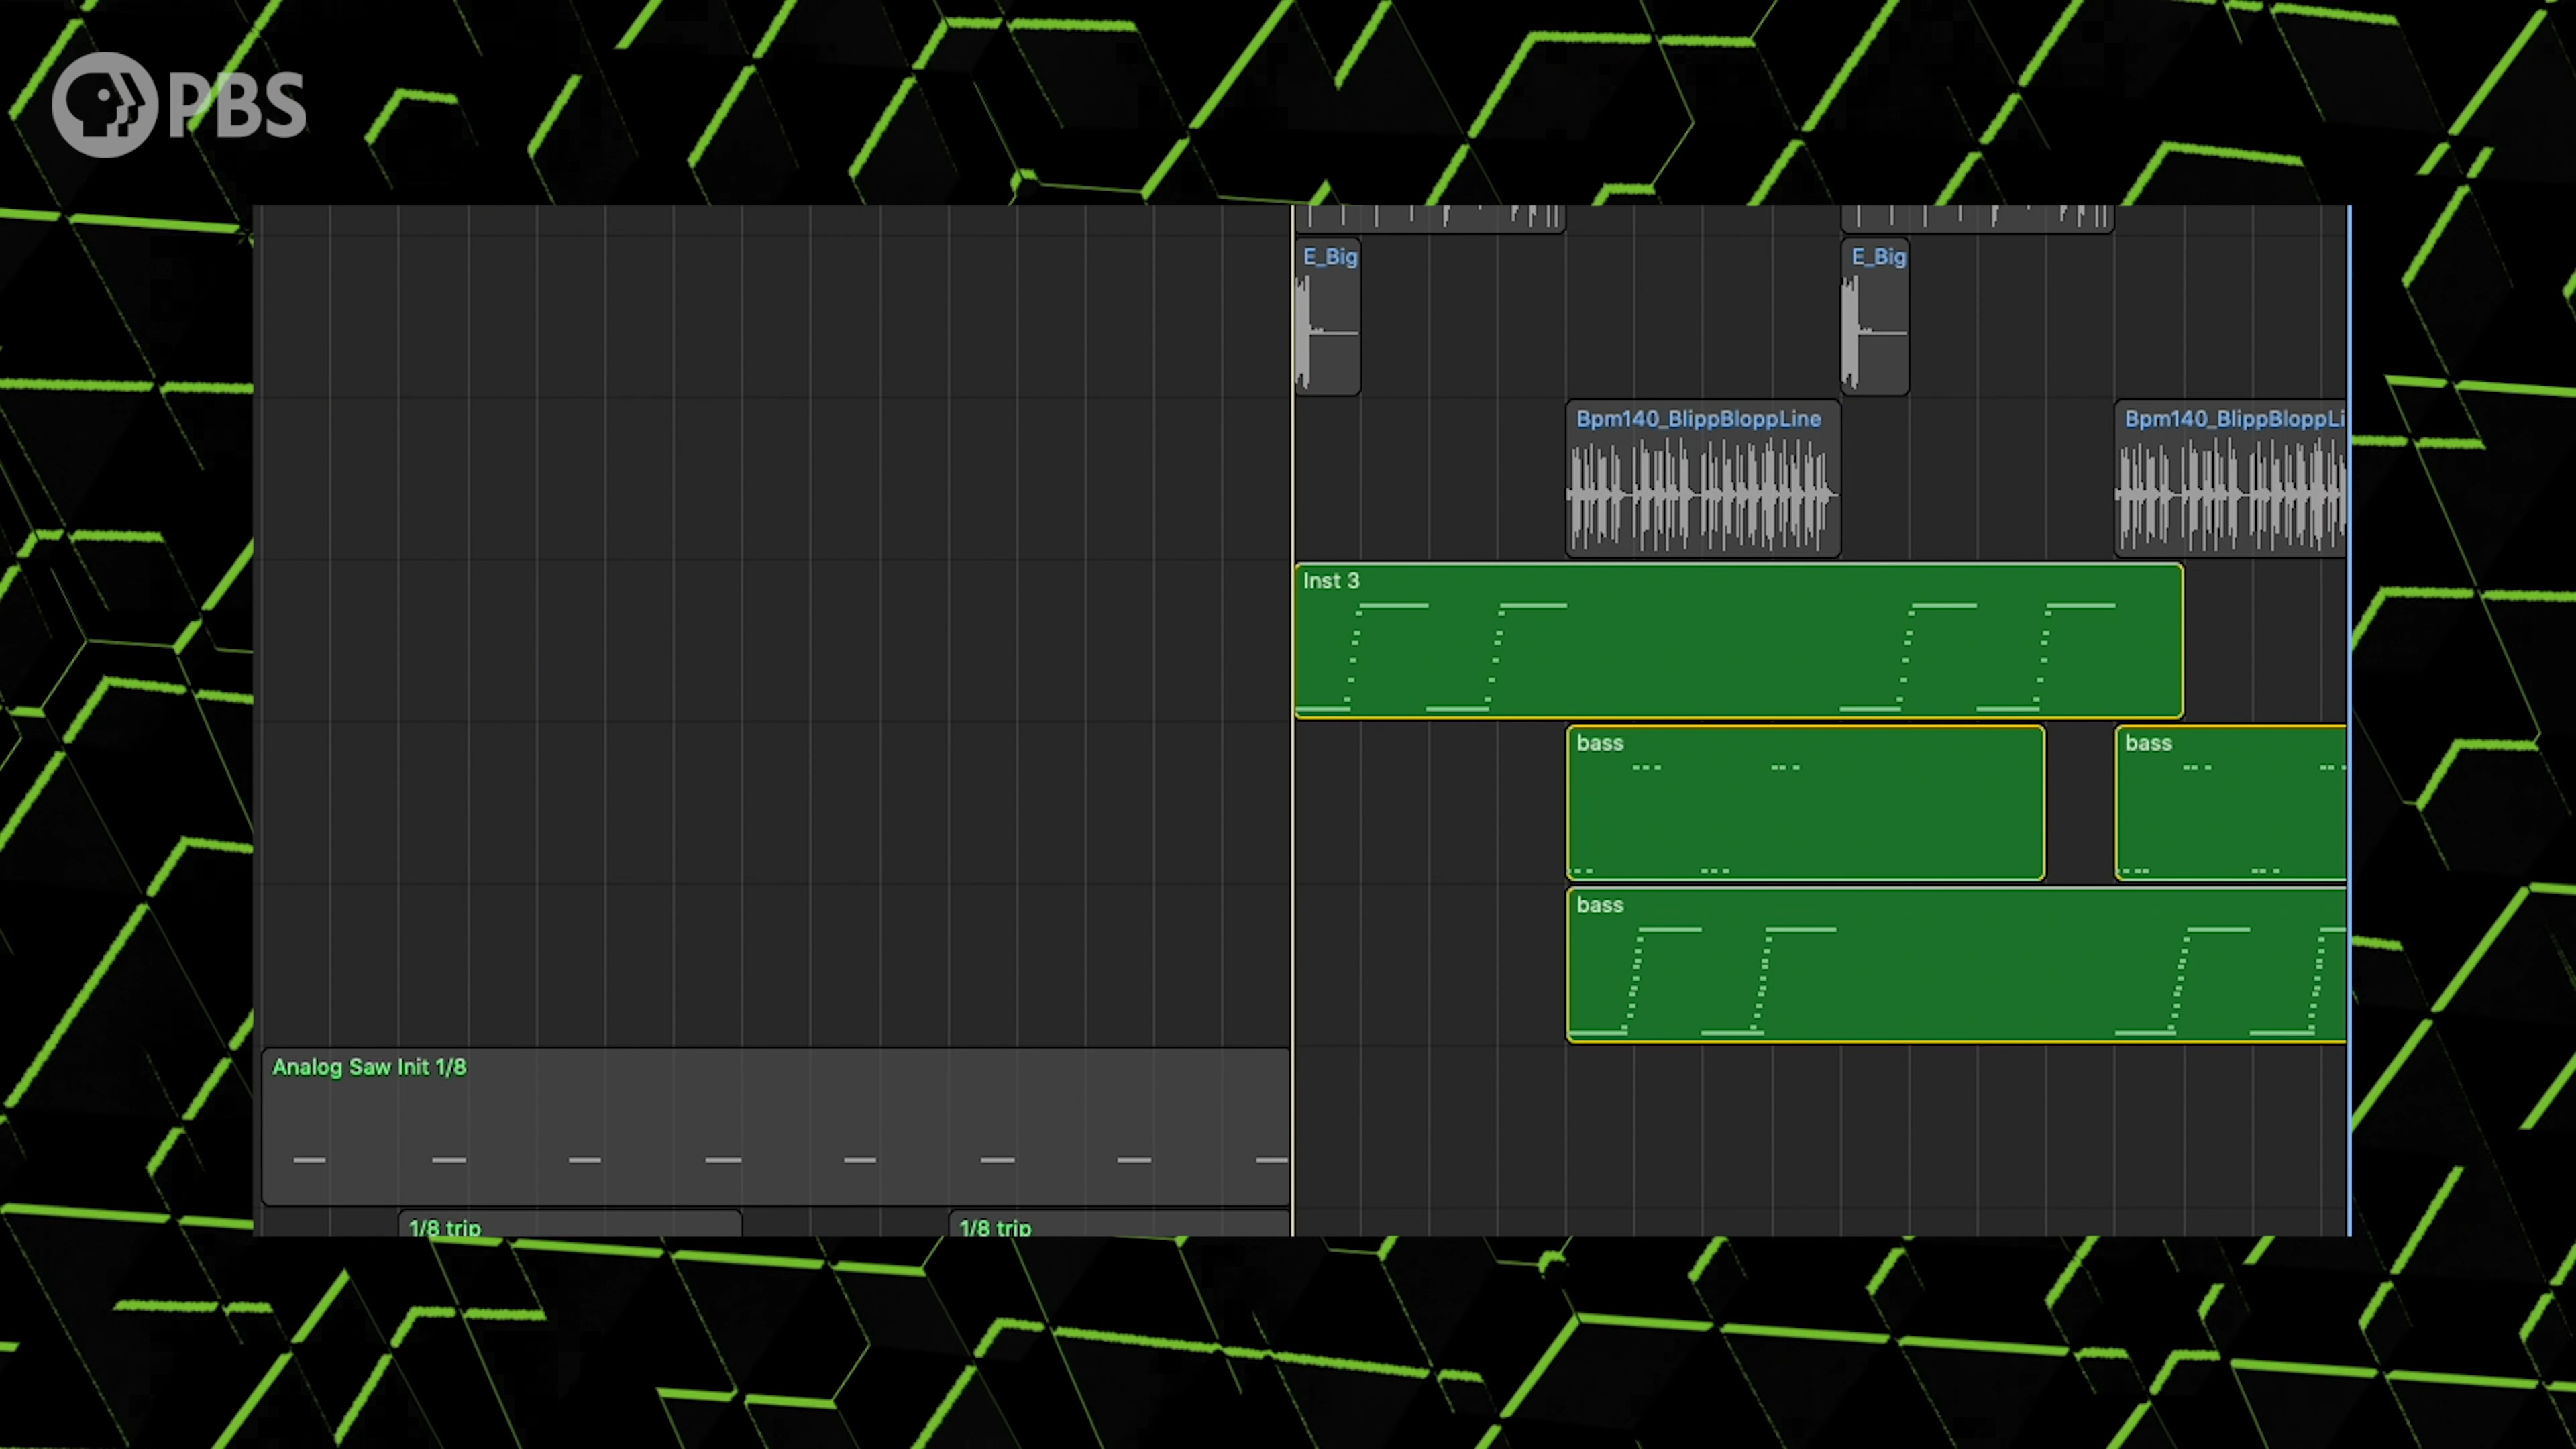 PBS
E_Big
E_Big
Bpm140_BlippBloppLine
Bpm140_BlippBloppLi
Inst 3
bass
bass
bass
Analog Saw Init 1/8
1/8 trip
1/8 trip